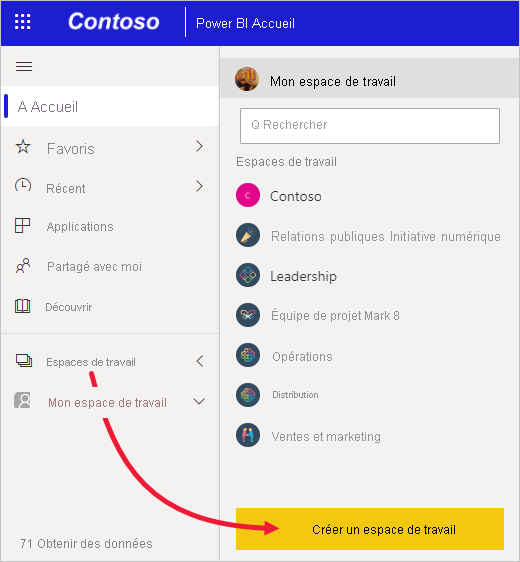 Contoso
Power BI Accueil
A Accueil
Favoris
Récent
Applications
Partagé avec moi
Découvrir
Espaces de travail
Mon espace de travail
71 Obtenir des données
Mon espace de travail
Q Rechercher
Espaces de travail
C
Contoso
Relations publiques Initiative numérique
Leadership
Équipe de projet Mark 8
Opérations
Distribution
Ventes et marketing
Créer un espace de travail